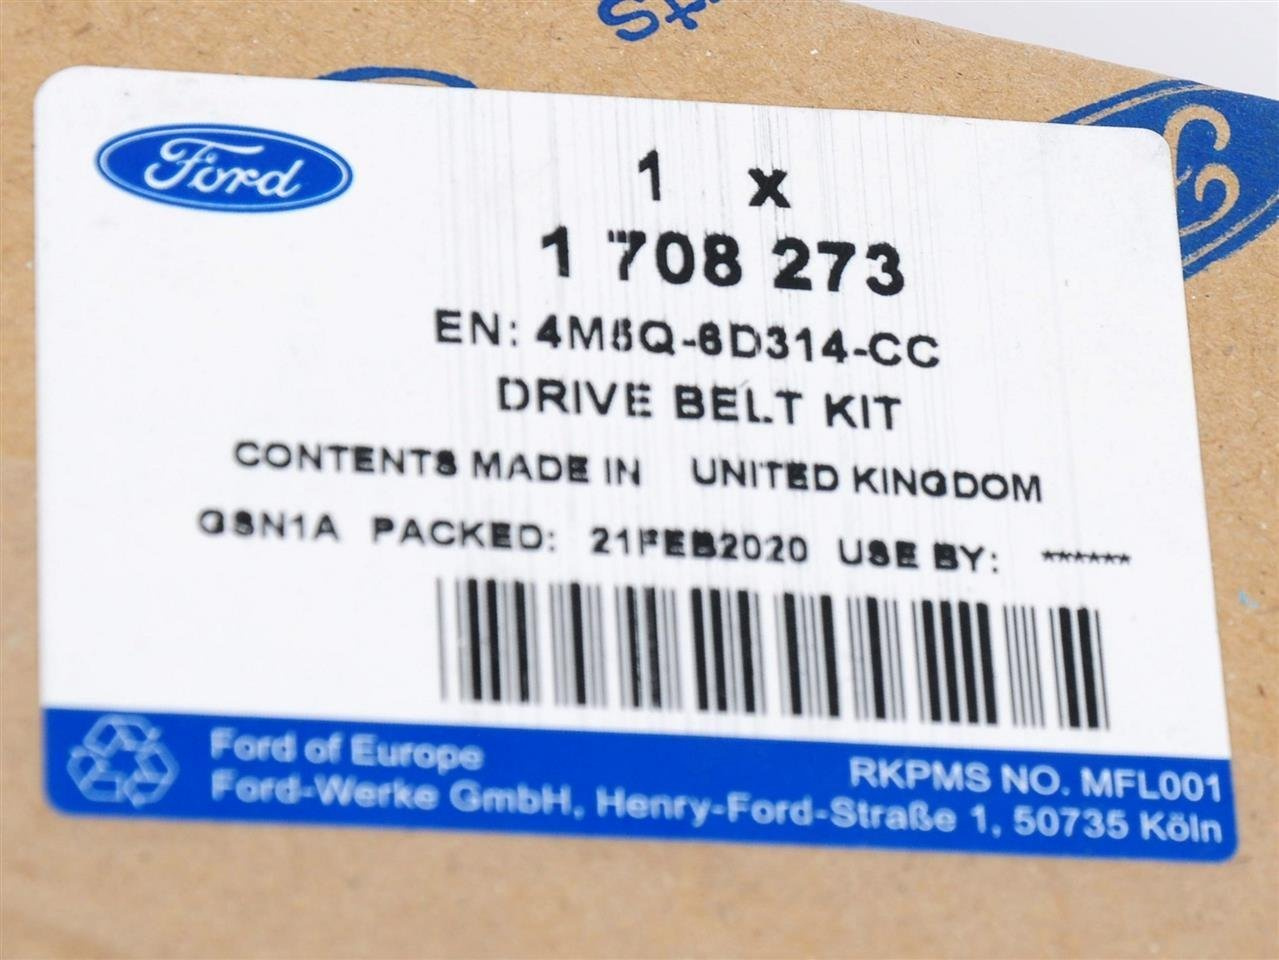 Ford
1 x
1 708 273
EN: 4M5Q-6D314-CC
DRIVE BELT KIT
CONTENTS MADE IN UNITED KINGDOM
GSN1A PACKED: 21FEB2020 USE BY: ******
Ford of Europe
RKPMS NO. MFL001
Ford-Werke GmbH, Henry-Ford-Straße 1, 50735 Köln